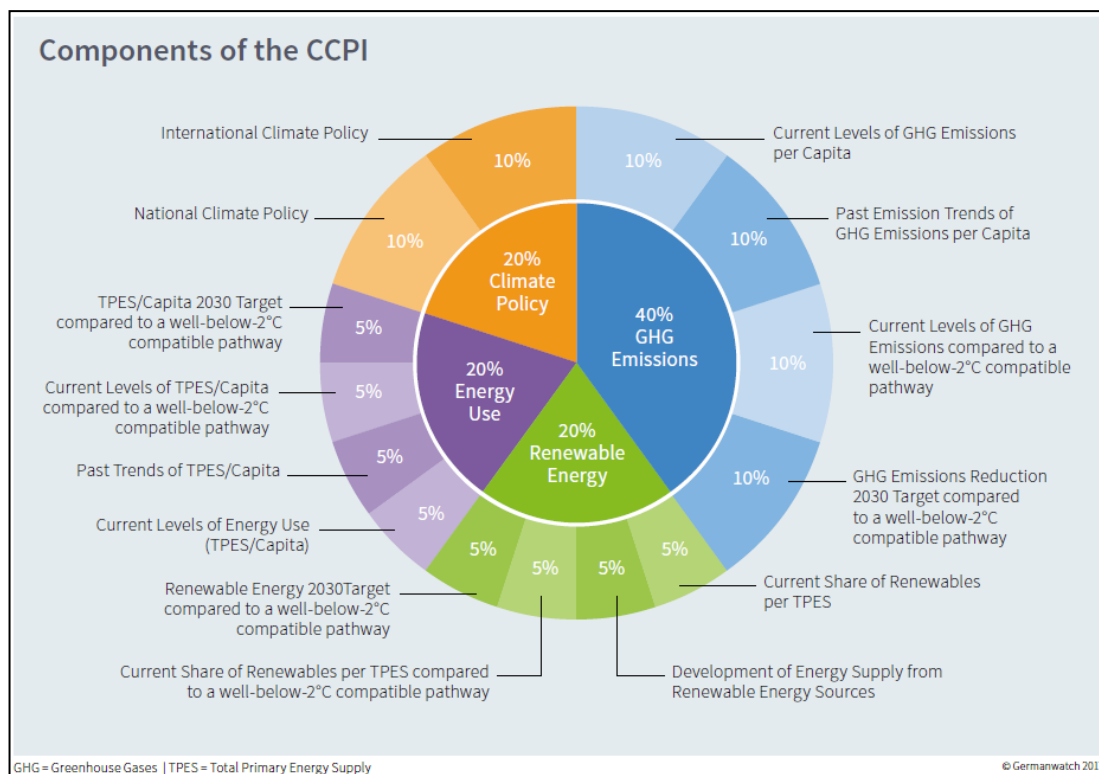 Components of the CCPI
International Climate Policy
10%
National Climate Policy
10%
TPES/Capita 2030 Target
compared to a well-below-2°C
compatible pathway
5%
Current Levels of TPES/Capita
compared to a well-below-2°C
compatible pathway
5%
Past Trends of TPES/Capita
5%
Current Levels of Energy Use
(TPES/Capita)
5%
Renewable Energy 2030Target
compared to a well-below-2°C
compatible pathway
5%
Current Share of Renewables per TPES compared
to a well-below-2°C compatible pathway
5%
20%
Climate
Policy
20%
Energy
Use
20%
Renewable
Energy
40%
GHG
Emissions
10%
Current Levels of GHG Emissions
per Capita
10%
Past Emission Trends of
GHG Emissions per Capita
10%
Current Levels of GHG
Emissions compared to a
well-below-2°C compatible
pathway
10%
GHG Emissions Reduction
2030 Target compared
to a well-below-2°C
compatible pathway
5%
Current Share of Renewables
per TPES
5%
Development of Energy Supply from
Renewable Energy Sources
GHG = Greenhouse Gases | TPES = Total Primary Energy Supply
© Germanwatch